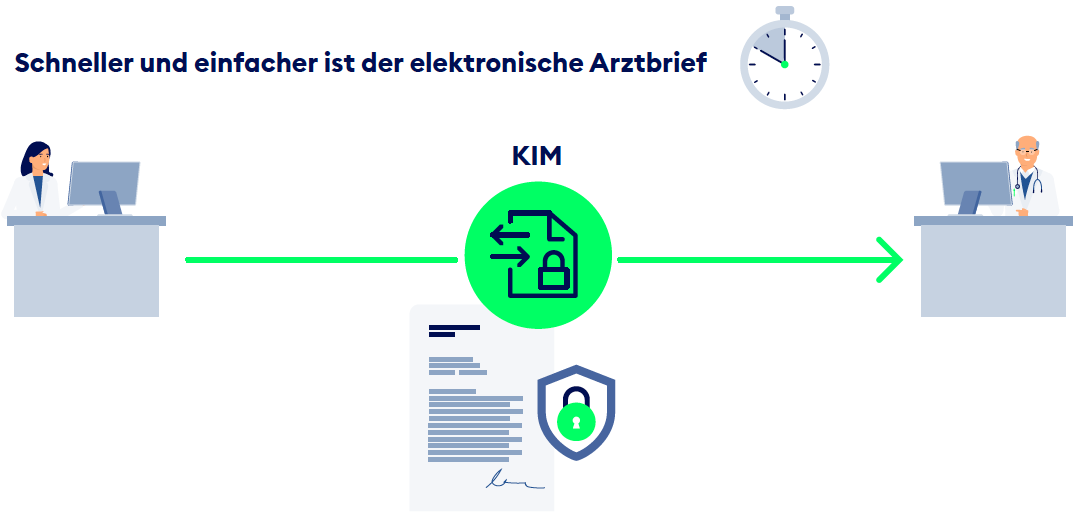 Schneller und einfacher ist der elektronische Arztbrief
KIM